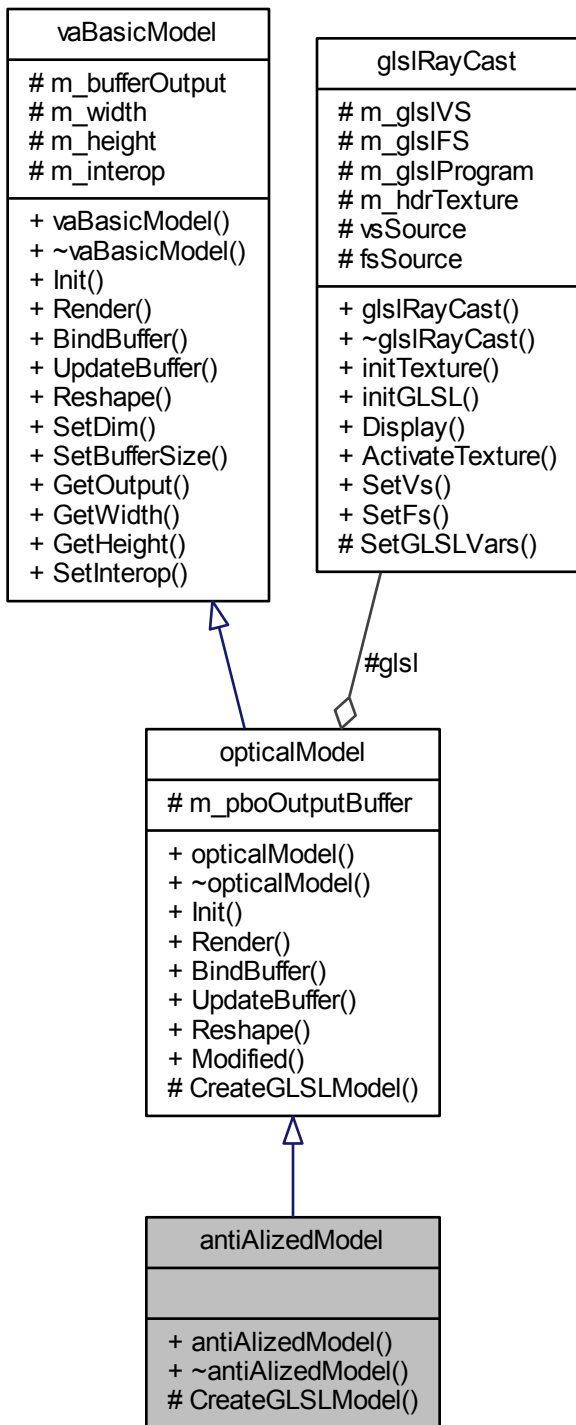 vaBasicModel
# m_bufferOutput
# m_width
# m_height
# m_interop
+ vaBasicModel()
+ ~vaBasicModel()
+ Init()
+ Render()
+ BindBuffer()
+ UpdateBuffer()
+ Reshape()
+ SetDim()
+ SetBufferSize()
+ GetOutput()
+ GetWidth()
+ GetHeight()
+ SetInterop()
glslRayCast
# m_glslVS
# m_glslFS
# m_glslProgram
# m_hdrTexture
# vsSource
# fsSource
+ glslRayCast()
+ ~glslRayCast()
+ initTexture()
+ initGLSL()
+ Display()
+ ActivateTexture()
+ SetVs()
+ SetFs()
# SetGLSLVars()
#glsl
opticalModel
# m_pboOutputBuffer
+ opticalModel()
+ ~opticalModel()
+ Init()
+ Render()
+ BindBuffer()
+ UpdateBuffer()
+ Reshape()
+ Modified()
# CreateGLSLModel()
antiAlizedModel
+ antiAlizedModel()
+ ~antiAlizedModel()
# CreateGLSLModel()